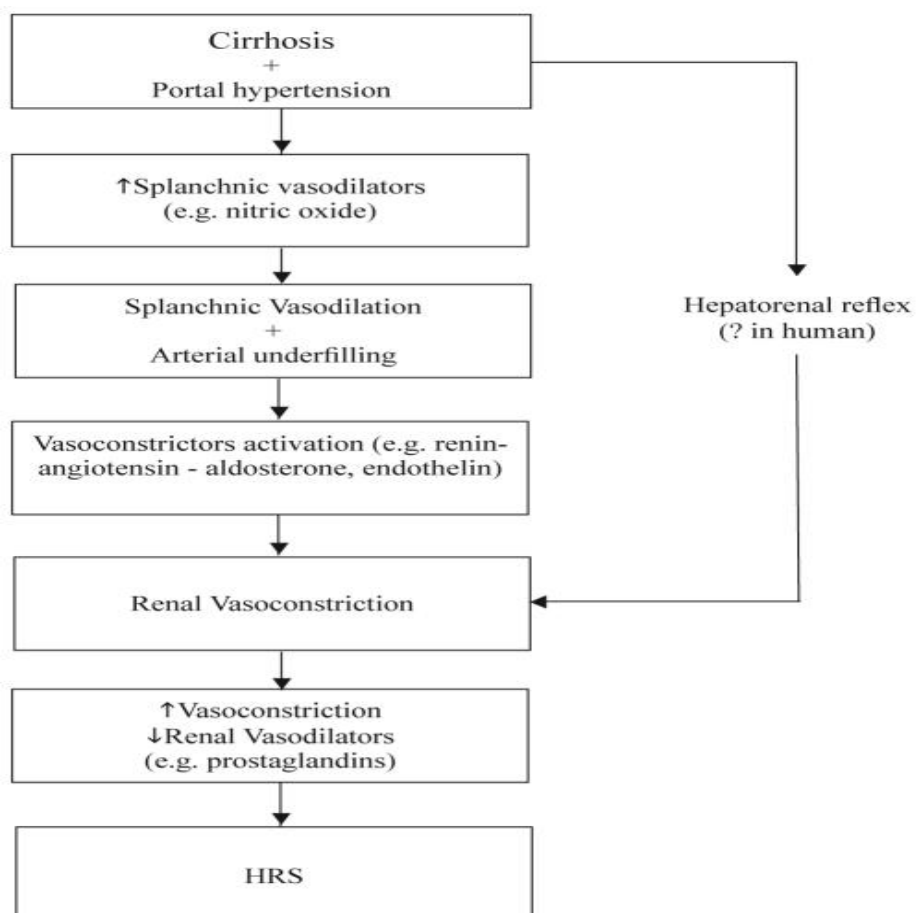 Cirrhosis
+
Portal hypertension
↑Splanchnic vasodilators
(e.g. nitric oxide)
Splanchnic Vasodilation
+
Arterial underfilling
Hepatorenal reflex
(? in human)
Vasoconstrictors activation (e.g. renin-
angiotensin - aldosterone, endothelin)
Renal Vasoconstriction
↑Vasoconstriction
↓Renal Vasodilators
(e.g. prostaglandins)
HRS